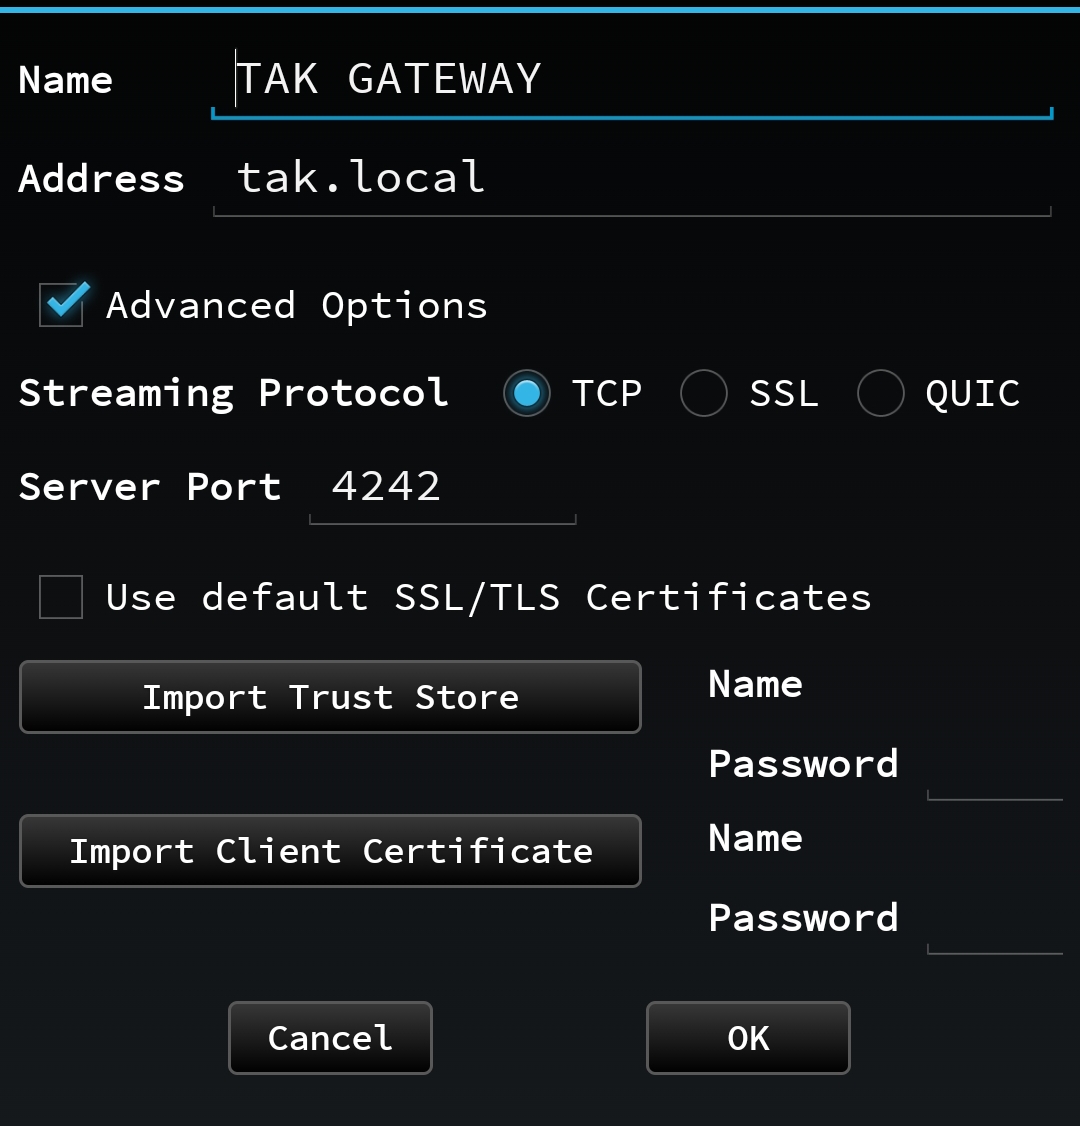 Name TAK GATEWAY
Address tak.local
Advanced Options
Streaming Protocol TCP SSL QUIC
Server Port 4242
Use default SSL/TLS Certificates
Import Trust Store Name
Password
Import Client Certificate Name
Password
Cancel OK